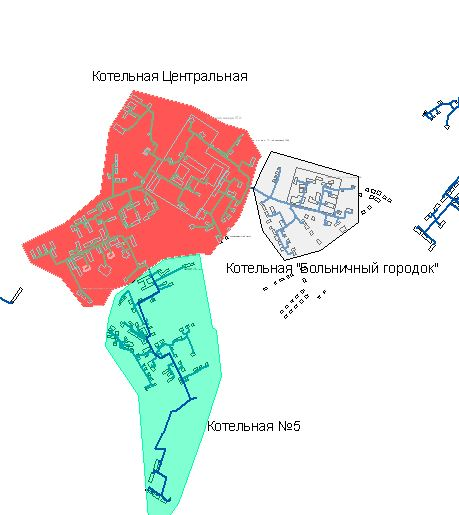 Котельная Центральная
Котельная "Больничный городок"
Котельная №5